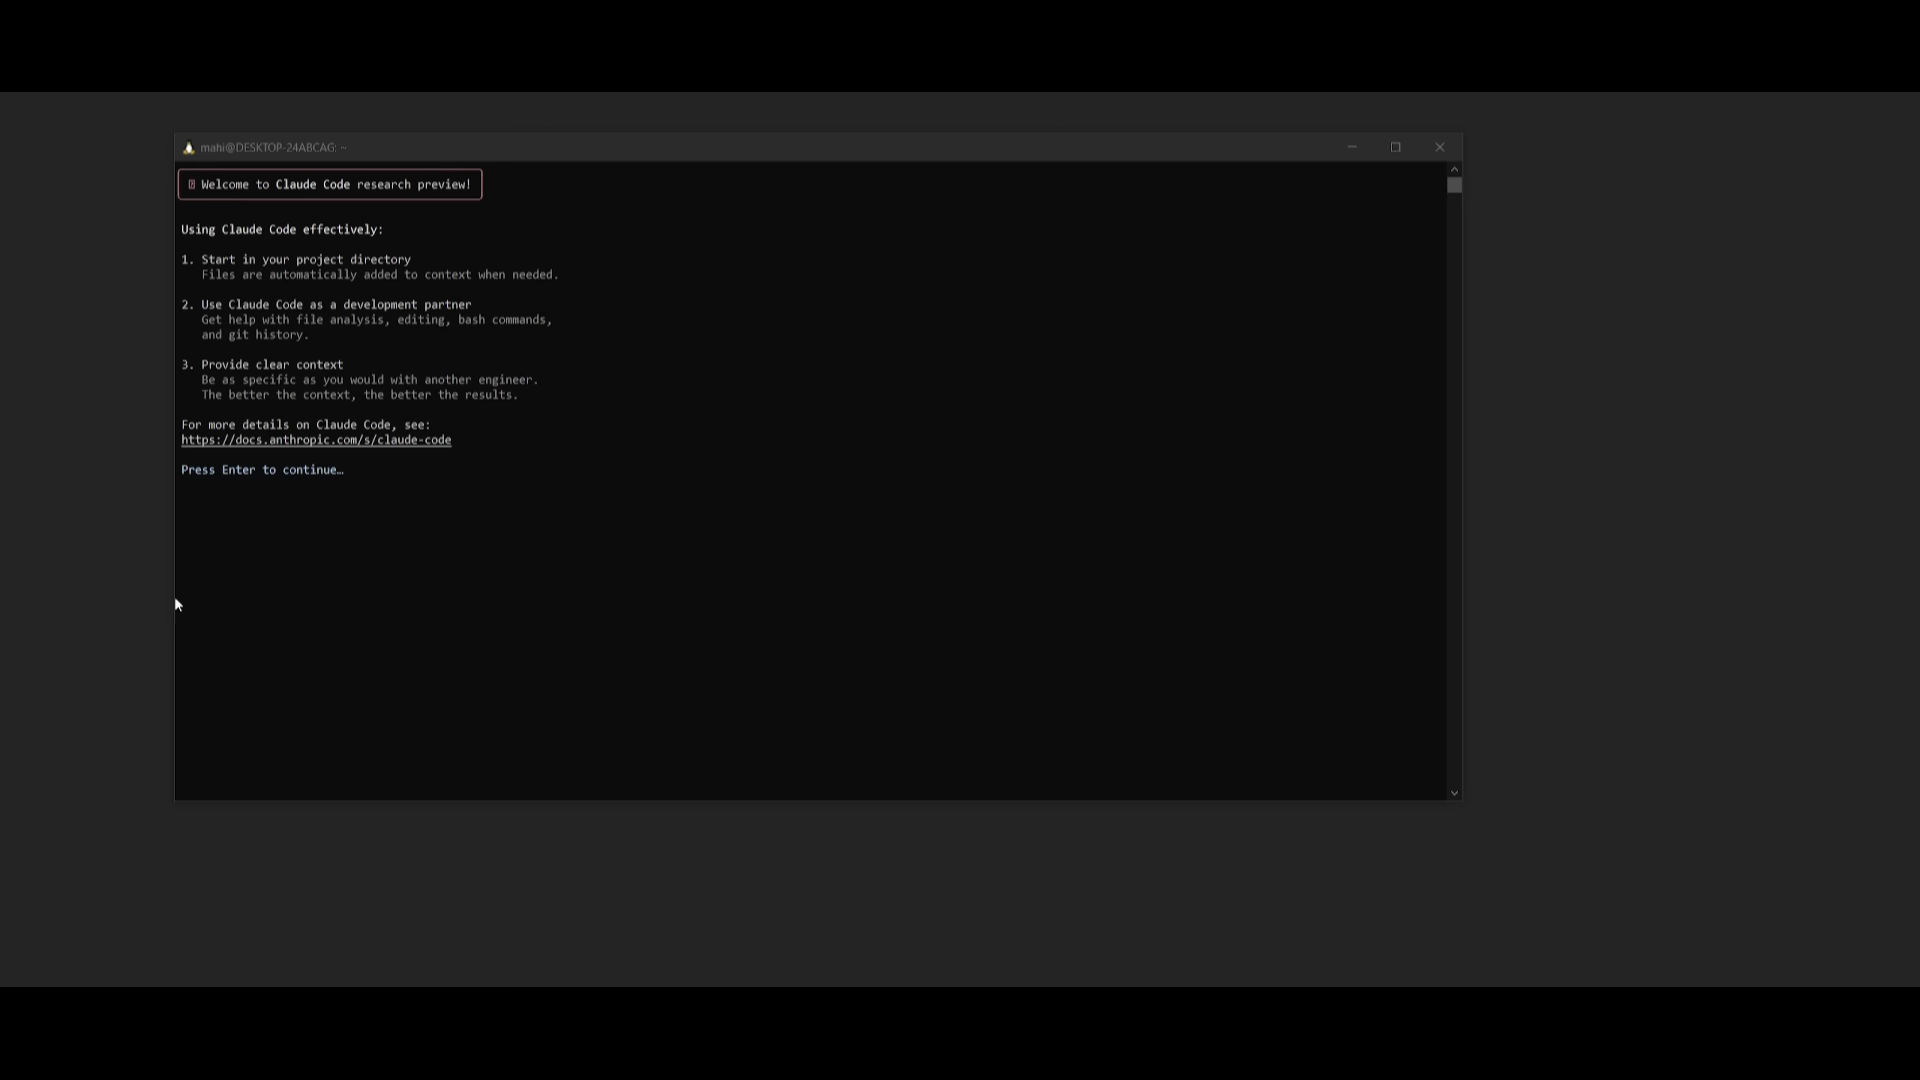 mahi@DESKTOP-24ABCAG: ~
Welcome to Claude Code research preview!
Using Claude Code effectively:
1. Start in your project directory
Files are automatically added to context when needed.
2. Use Claude Code as a development partner
Get help with file analysis, editing, bash commands,
and git history.
3. Provide clear context
Be as specific as you would with another engineer.
The better the context, the better the results.
For more details on Claude Code, see:
https://docs.anthropic.com/s/claude-code
Press Enter to continue…